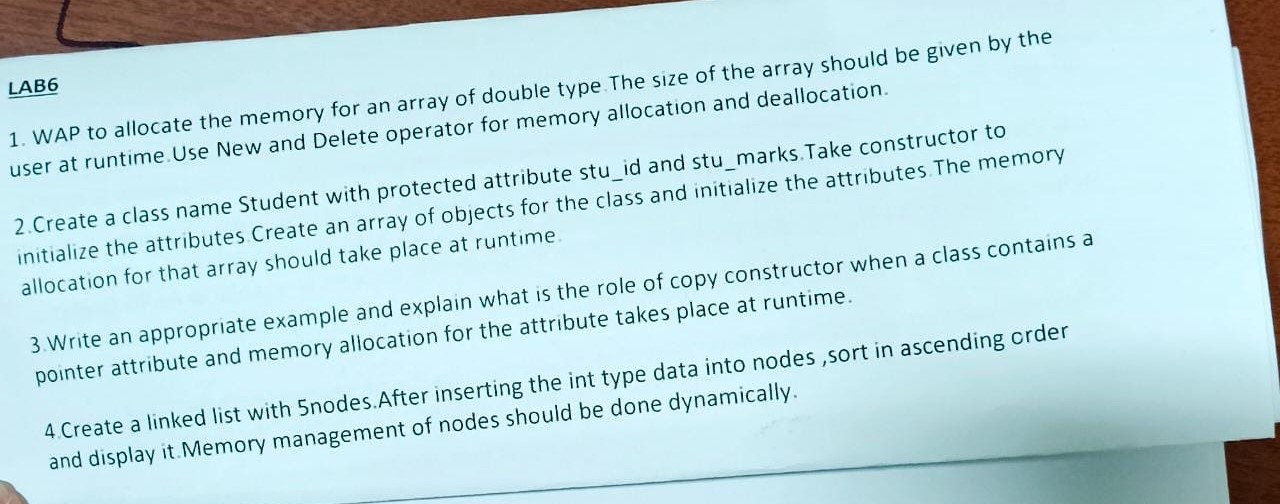 LAB6
1. WAP to allocate the memory for an array of double type.The size of the array should be given by the
user at runtime.Use New and Delete operator for memory allocation and deallocation.
2.Create a class name Student with protected attribute stu_id and stu_marks.Take constructor to
initialize the attributes.Create an array of objects for the class and initialize the attributes.The memory
allocation for that array should take place at runtime.
3.Write an appropriate example and explain what is the role of copy constructor when a class contains a
pointer attribute and memory allocation for the attribute takes place at runtime.
4.Create a linked list with 5nodes.After inserting the int type data into nodes ,sort in ascending order
and display it.Memory management of nodes should be done dynamically.